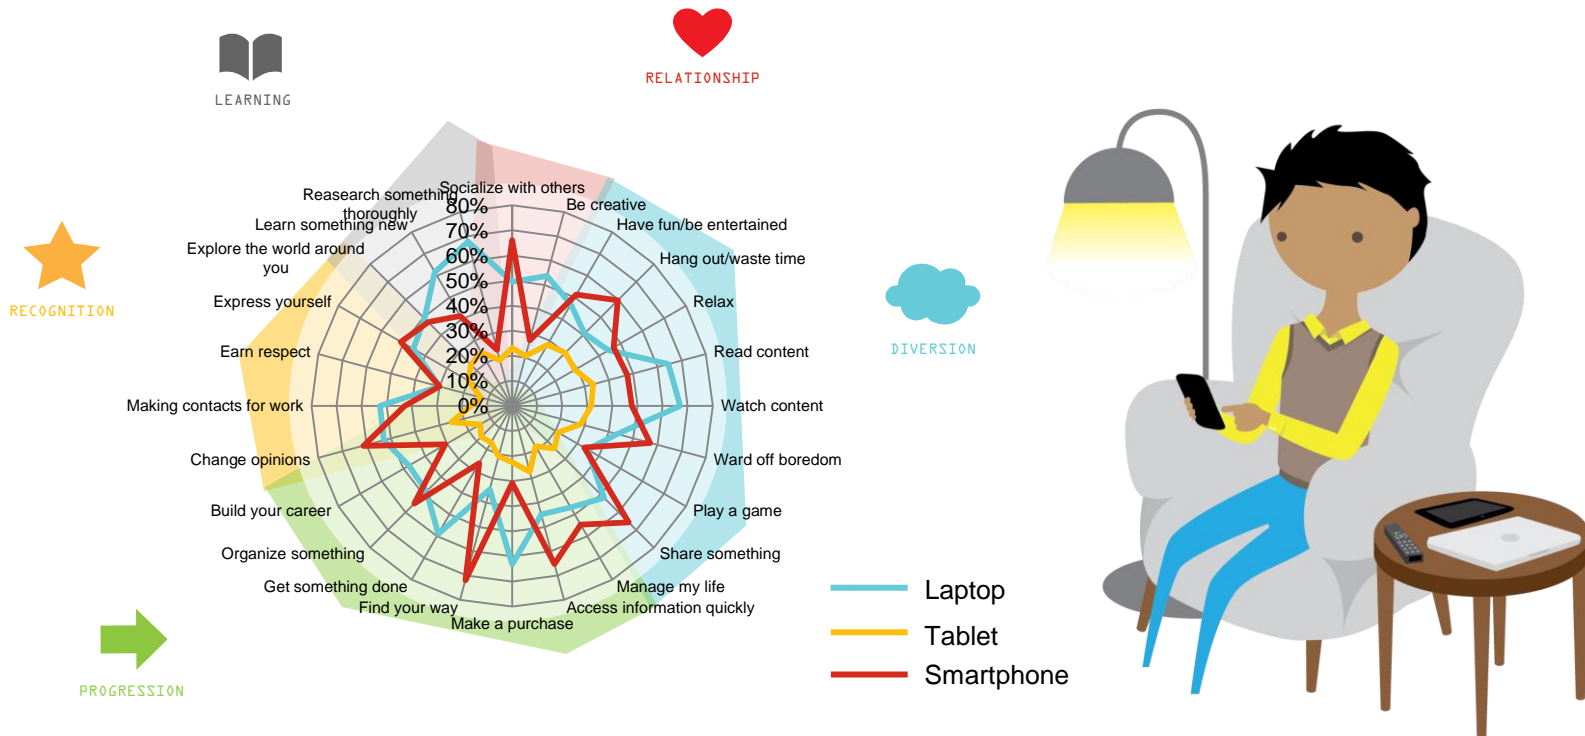 LEARNING
RELATIONSHIP
RECOGNITION
DIVERSION
PROGRESSION
Socialize with others
Be creative
Have fun/be entertained
Hang out/waste time
Relax
Read content
Watch content
Ward off boredom
Play a game
Share something
Manage my life
Access information quickly
Make a purchase
Find your way
Get something done
Organize something
Build your career
Change opinions
Making contacts for work
Earn respect
Express yourself
Explore the world around
you
Learn something new
Reasearch something
thoroughly
80%
70%
60%
50%
40%
30%
20%
10%
0%
Laptop
Tablet
Smartphone